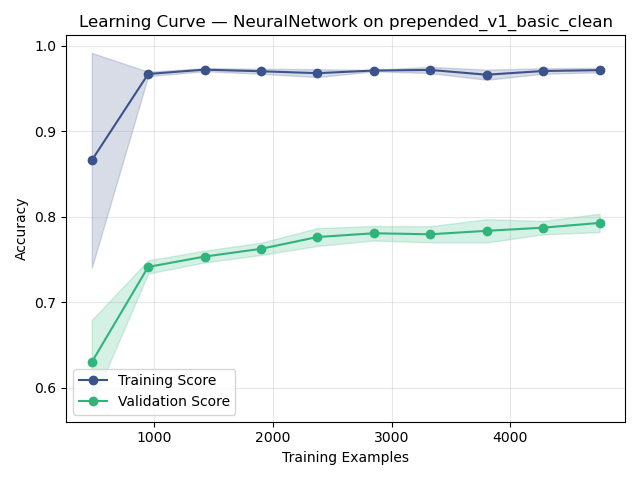 Learning Curve — NeuralNetwork on prepended_v1_basic_clean
1.0
0.9
0.8
0.7
0.6
Accuracy
Training Score
Validation Score
1000 2000 3000 4000
Training Examples